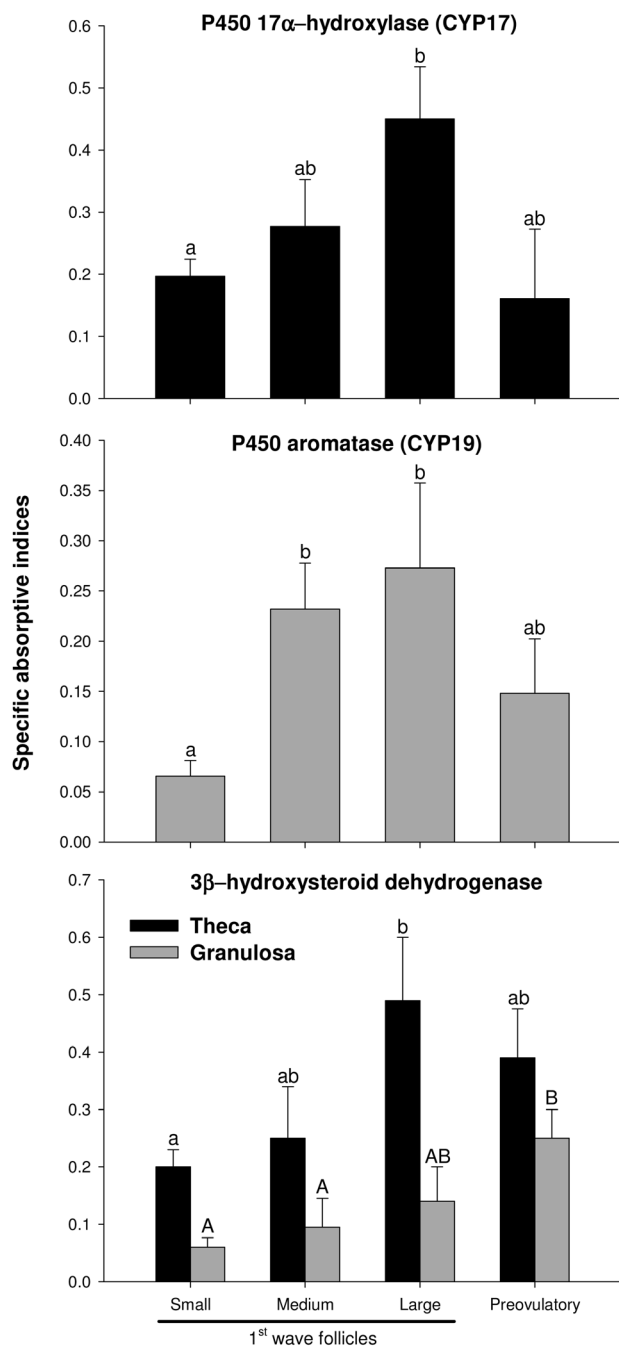 P450 17α–hydroxylase (CYP17)
0.6
0.5
0.4
0.3
0.2
0.1
0.0
a
ab
b
ab
Specific absorptive indices
P450 aromatase (CYP19)
0.40
0.35
0.30
0.25
0.20
0.15
0.10
0.05
0.00
a
b
b
ab
3β–hydroxysteroid dehydrogenase
0.7
0.6
0.5
0.4
0.3
0.2
0.1
0.0
Theca
Granulosa
a
A
ab
A
b
AB
ab
B
Small Medium Large Preovulatory
1st wave follicles